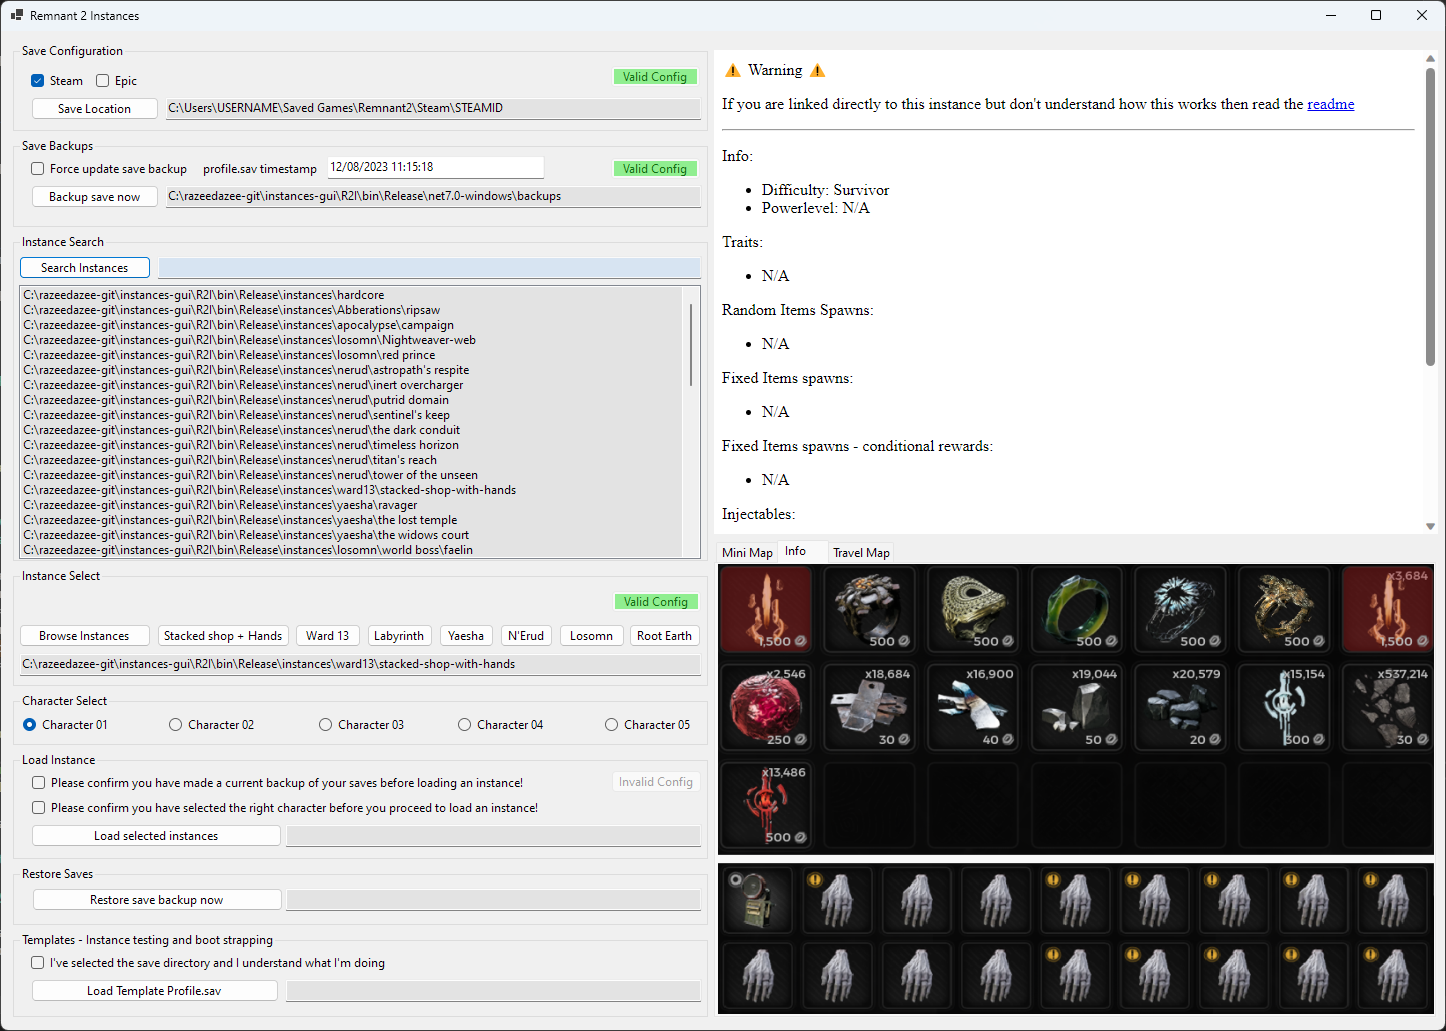 Remnant 2 Instances
Save Configuration
Steam
Epic
Valid Config
Save Location
C:\Users\USERNAME\Saved Games\Remnant2\Steam\STEAMID
Save Backups
Force update save backup
profile.sav timestamp
12/08/2023 11:15:18
Valid Config
Backup save now
C:\razeedazee-git\instances-gui\R2I\bin\Release\net7.0-windows\backups
Instance Search
Search Instances
C:\razeedazee-git\instances-gui\R2I\bin\Release\instances\hardcore
C:\razeedazee-git\instances-gui\R2I\bin\Release\instances\Abberations\ripsaw
C:\razeedazee-git\instances-gui\R2I\bin\Release\instances\apocalypse\campaign
C:\razeedazee-git\instances-gui\R2I\bin\Release\instances\losomn\Nightweaver-web
C:\razeedazee-git\instances-gui\R2I\bin\Release\instances\losomn\red prince
C:\razeedazee-git\instances-gui\R2I\bin\Release\instances\nerud\astropath's respite
C:\razeedazee-git\instances-gui\R2I\bin\Release\instances\nerud\inert overcharger
C:\razeedazee-git\instances-gui\R2I\bin\Release\instances\nerud\putrid domain
C:\razeedazee-git\instances-gui\R2I\bin\Release\instances\nerud\sentinel's keep
C:\razeedazee-git\instances-gui\R2I\bin\Release\instances\nerud\the dark conduit
C:\razeedazee-git\instances-gui\R2I\bin\Release\instances\nerud\timeless horizon
C:\razeedazee-git\instances-gui\R2I\bin\Release\instances\nerud\titan's reach
C:\razeedazee-git\instances-gui\R2I\bin\Release\instances\nerud\tower of the unseen
C:\razeedazee-git\instances-gui\R2I\bin\Release\instances\ward13\stacked-shop-with-hands
C:\razeedazee-git\instances-gui\R2I\bin\Release\instances\yaesha\ravager
C:\razeedazee-git\instances-gui\R2I\bin\Release\instances\yaesha\the lost temple
C:\razeedazee-git\instances-gui\R2I\bin\Release\instances\yaesha\the widows court
C:\razeedazee-git\instances-gui\R2I\bin\Release\instances\losomn\world boss\faelin
Instance Select
Valid Config
Browse Instances
Stacked shop + Hands
Ward 13
Labyrinth
Yaesha
N'Erud
Losomn
Root Earth
C:\razeedazee-git\instances-gui\R2I\bin\Release\instances\ward13\stacked-shop-with-hands
Character Select
Character 01
Character 02
Character 03
Character 04
Character 05
Load Instance
Please confirm you have made a current backup of your saves before loading an instance!
Invalid Config
Please confirm you have selected the right character before you proceed to load an instance!
Load selected instances
Restore Saves
Restore save backup now
Templates - Instance testing and boot strapping
I've selected the save directory and I understand what I'm doing
Load Template Profile.sav
Warning
If you are linked directly to this instance but don't understand how this works then read the readme
Info:
Difficulty: Survivor
Powerlevel: N/A
Traits:
N/A
Random Items Spawns:
N/A
Fixed Items spawns:
N/A
Fixed Items spawns - conditional rewards:
N/A
Injectables:
Mini Map
Info
Travel Map
x3,684
1,500
500
500
500
500
500
1,500
x2,546
x18,684
x16,900
x19,044
x20,579
x15,154
x537,214
250
30
40
50
20
300
30
x13,486
500